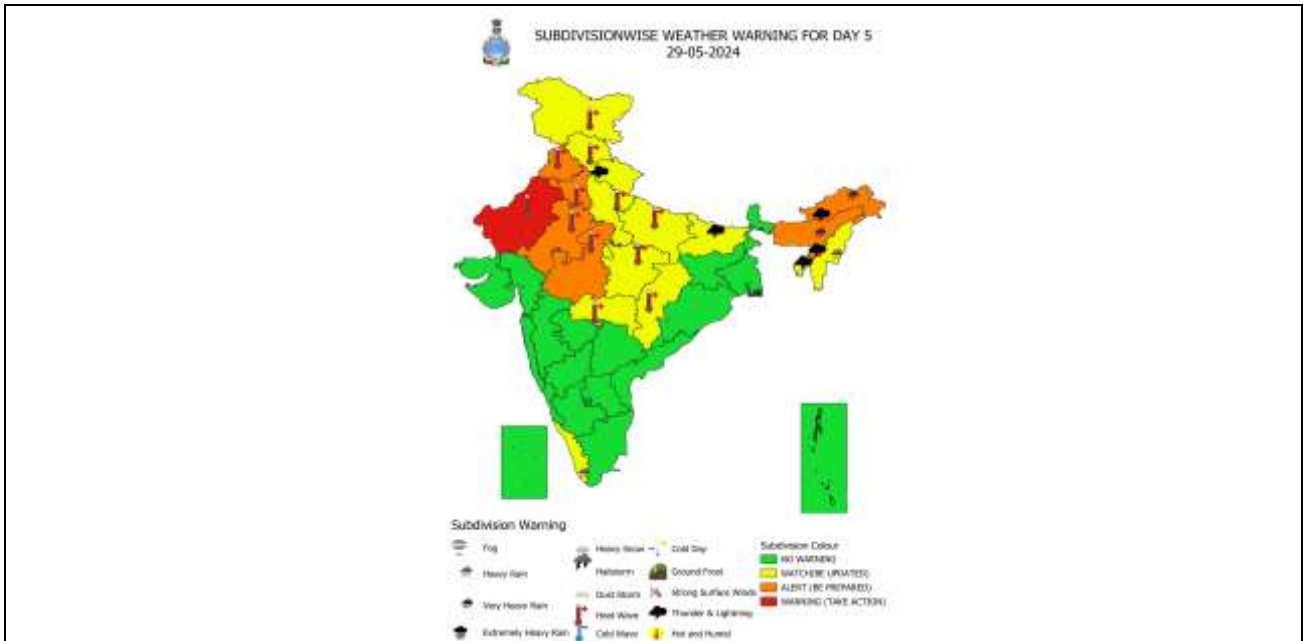 SUBDIVISIONWISE WEATHER WARNING FOR DAY 5
29-05-2024
Subdivision Warning
Fog
Heavy Rain
Very Heavy Rain
Extremely Heavy Rain
Heavy Snow
Hailstorm
Dust Storm
Heat Wave
Cold Wave
Cold Day
Ground Frost
Strong Surface Winds
Thunder & Lightning
Hot and Humid
Subdivision Colour
NO WARNING
WATCH(BE UPDATED)
ALERT (BE PREPARED)
WARNING (TAKE ACTION)